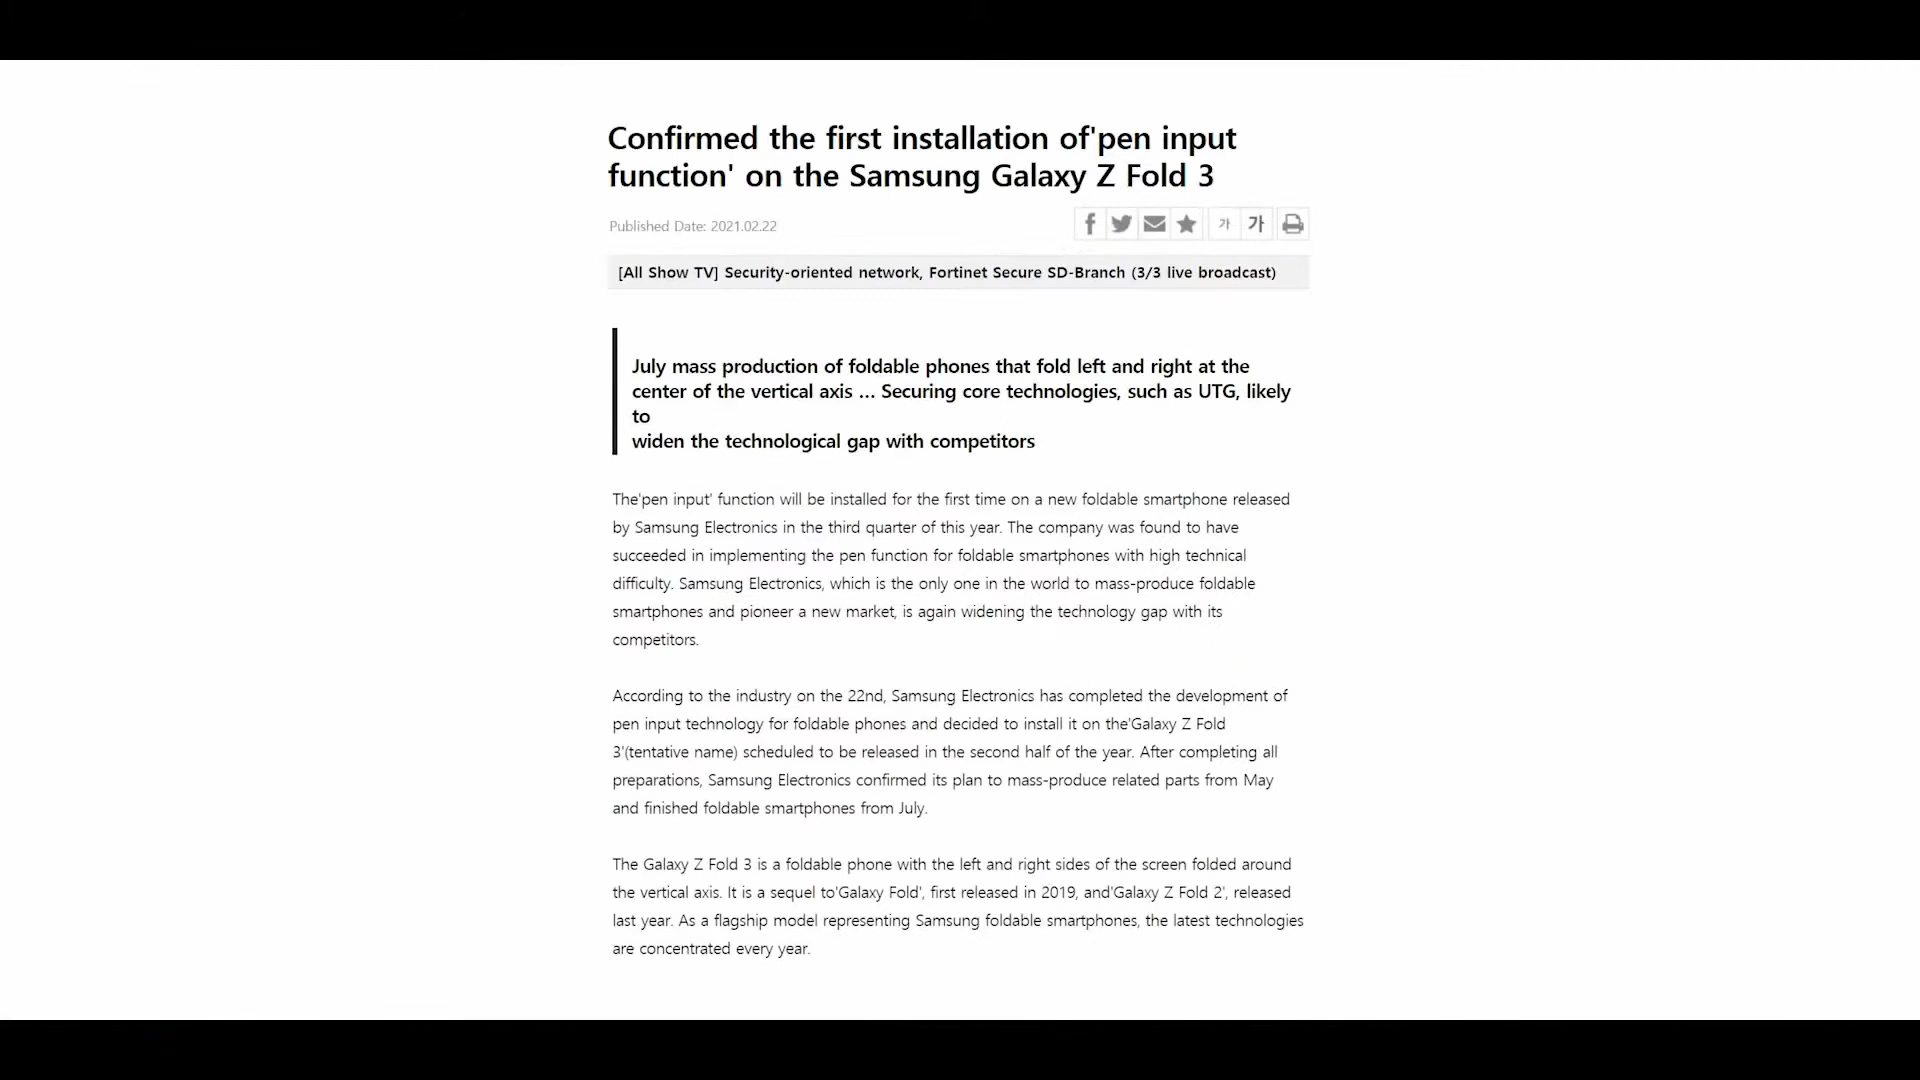 Confirmed the first installation of'pen input
function' on the Samsung Galaxy Z Fold 3
Published Date: 2021.02.22
가 가
[All Show TV] Security-oriented network, Fortinet Secure SD-Branch (3/3 live broadcast)
July mass production of foldable phones that fold left and right at the
center of the vertical axis ... Securing core technologies, such as UTG, likely
to
widen the technological gap with competitors
The'pen input' function will be installed for the first time on a new foldable smartphone released
by Samsung Electronics in the third quarter of this year. The company was found to have
succeeded in implementing the pen function for foldable smartphones with high technical
difficulty. Samsung Electronics, which is the only one in the world to mass-produce foldable
smartphones and pioneer a new market, is again widening the technology gap with its
competitors.
According to the industry on the 22nd, Samsung Electronics has completed the development of
pen input technology for foldable phones and decided to install it on the'Galaxy Z Fold
3'(tentative name) scheduled to be released in the second half of the year. After completing all
preparations, Samsung Electronics confirmed its plan to mass-produce related parts from May
and finished foldable smartphones from July.
The Galaxy Z Fold 3 is a foldable phone with the left and right sides of the screen folded around
the vertical axis. It is a sequel to'Galaxy Fold', first released in 2019, and'Galaxy Z Fold 2', released
last year. As a flagship model representing Samsung foldable smartphones, the latest technologies
are concentrated every year.